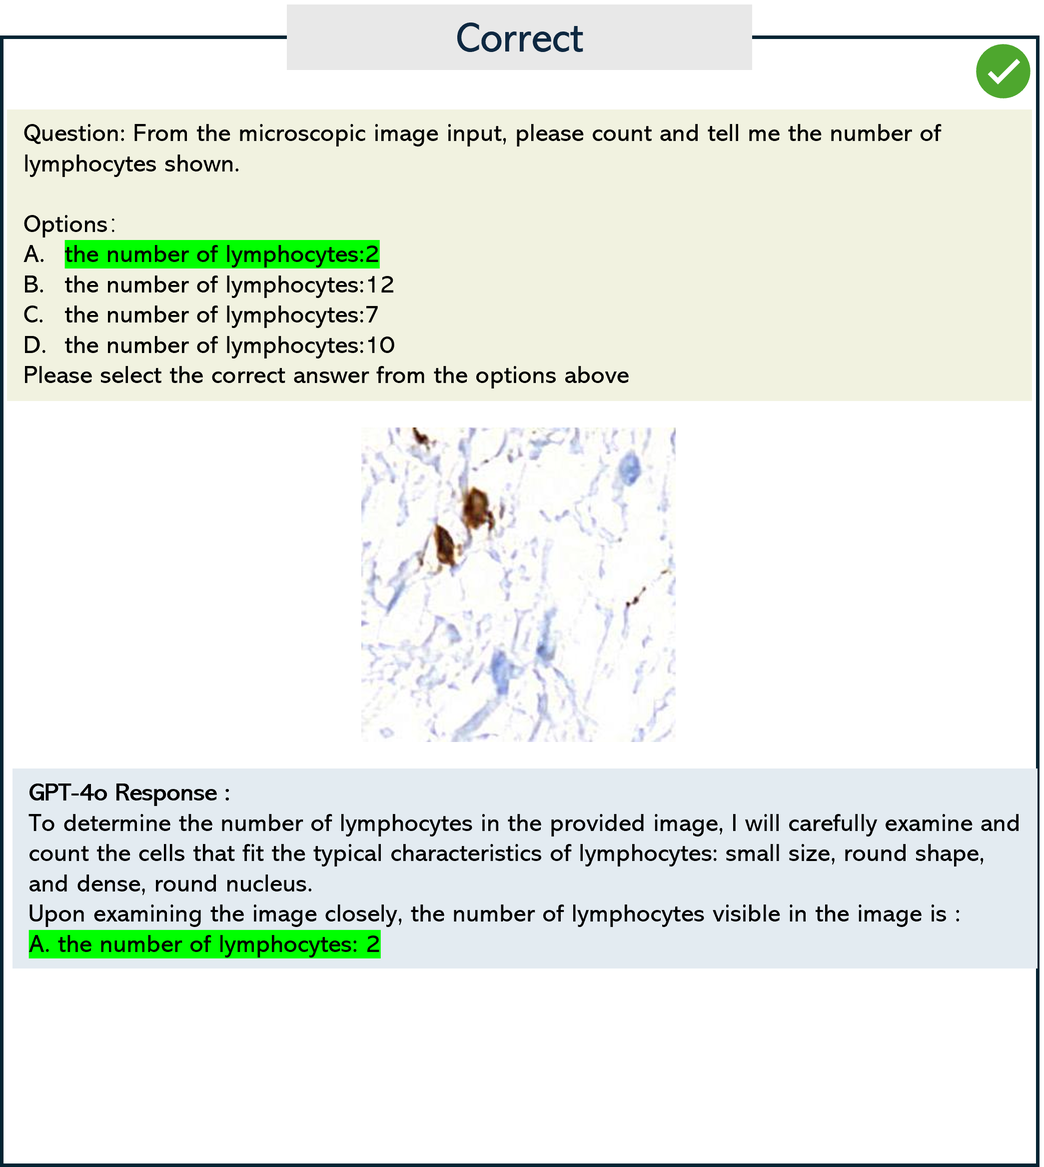 Correct
Question: From the microscopic image input, please count and tell me the number of
lymphocytes shown.
Options:
A. the number of lymphocytes:2
B. the number of lymphocytes:12
C. the number of lymphocytes:7
D. the number of lymphocytes:10
Please select the correct answer from the options above
GPT-4o Response :
To determine the number of lymphocytes in the provided image, I will carefully examine and
count the cells that fit the typical characteristics of lymphocytes: small size, round shape,
and dense, round nucleus.
Upon examining the image closely, the number of lymphocytes visible in the image is :
A. the number of lymphocytes: 2